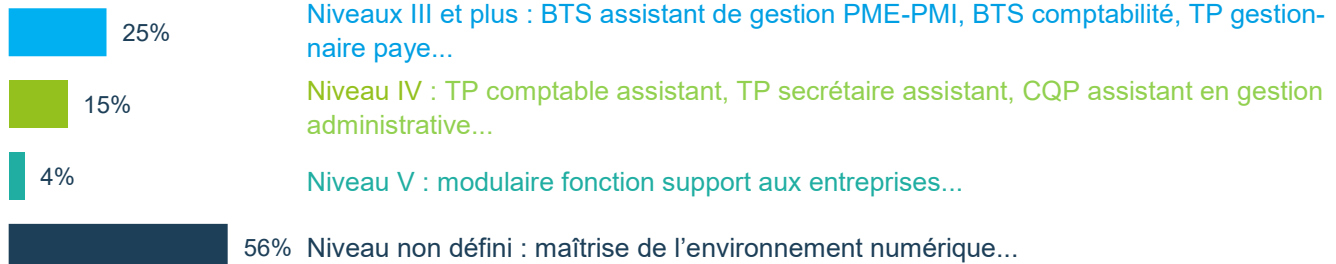 25%
Niveaux III et plus : BTS assistant de gestion PME-PMI, BTS comptabilité, TP gestion-
naire paye...
15%
Niveau IV : TP comptable assistant, TP secrétaire assistant, CQP assistant en gestion
administrative...
4%
Niveau V : modulaire fonction support aux entreprises...
56% Niveau non défini : maîtrise de l’environnement numérique...